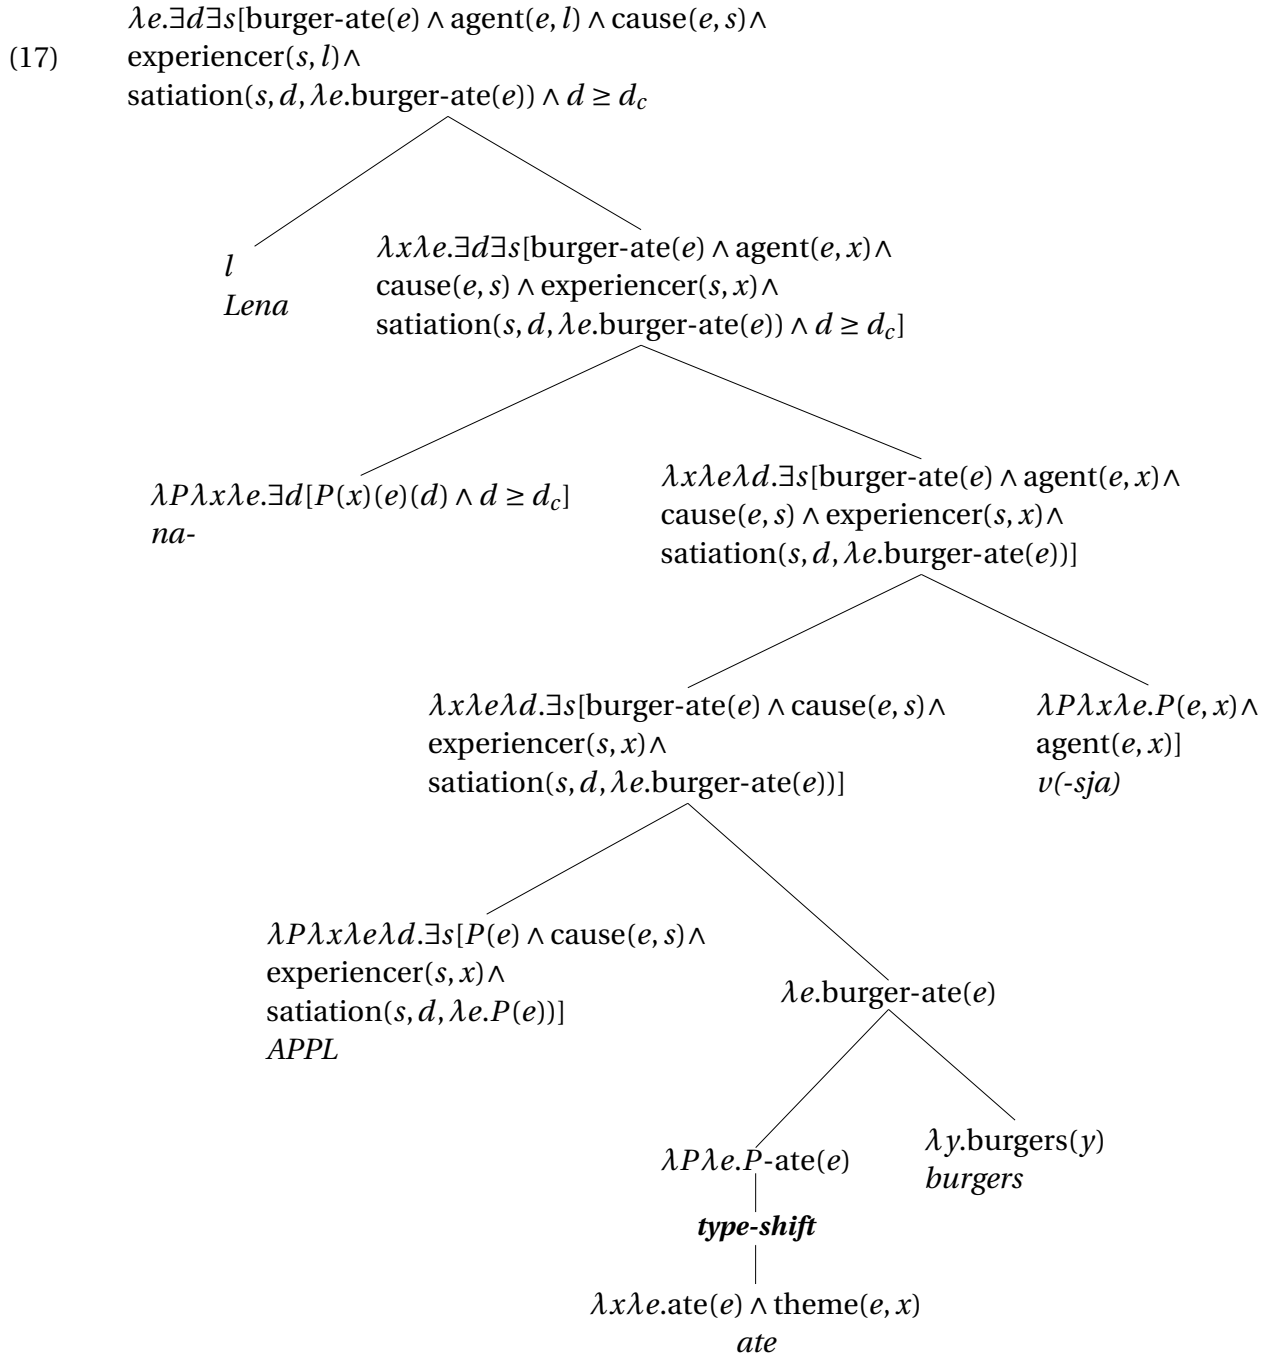 λe.∃d∃s[burger-ate(e) ∧ agent(e, l) ∧ cause(e, s)∧
(17) experiencer(s, l)∧
satiation(s, d, λe.burger-ate(e)) ∧ d ≥ d_c
l
Lena
λxλe.∃d∃s[burger-ate(e) ∧ agent(e, x)∧
cause(e, s) ∧ experiencer(s, x)∧
satiation(s, d, λe.burger-ate(e)) ∧ d ≥ d_c]
λPλxλe.∃d[P(x)(e)(d) ∧ d ≥ d_c]
na-
λxλeλd.∃s[burger-ate(e) ∧ agent(e, x)∧
cause(e, s) ∧ experiencer(s, x)∧
satiation(s, d, λe.burger-ate(e))]
λxλeλd.∃s[burger-ate(e) ∧ cause(e, s)∧
experiencer(s, x)∧
satiation(s, d, λe.burger-ate(e))]
λPλxλe.P(e, x)∧
agent(e, x)]
v(-sja)
λPλxλeλd.∃s[P(e) ∧ cause(e, s)∧
experiencer(s, x)∧
satiation(s, d, λe.P(e))]
APPL
λe.burger-ate(e)
λPλe.P-ate(e)
λy.burgers(y)
burgers
type-shift
λxλe.ate(e) ∧ theme(e, x)
ate